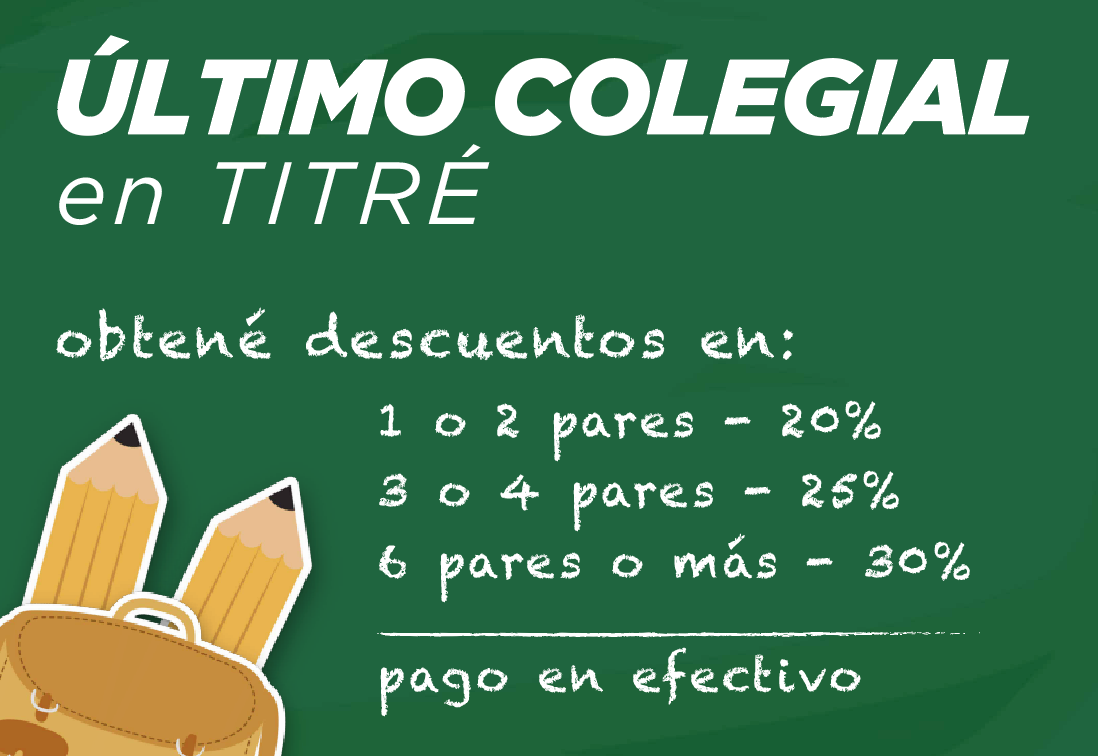 ÚLTIMO COLEGIAL
en TITRÉ
obtené descuentos en:
1 o 2 pares - 20%
3 o 4 pares - 25%
6 pares o más - 30%
pago en efectivo